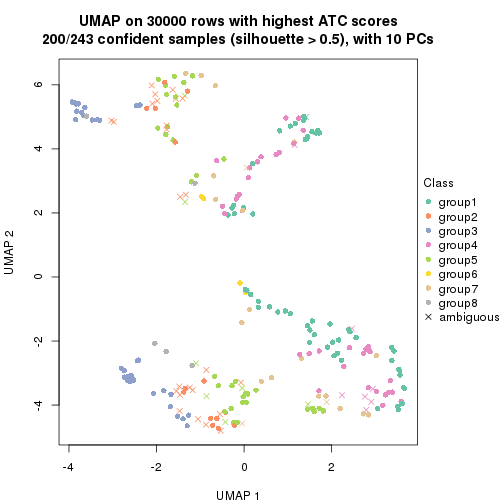 UMAP on 30000 rows with highest ATC scores
200/243 confident samples (silhouette > 0.5), with 10 PCs
6
4
2
0
-2
-4
UMAP 2
-4
-2
0
2
UMAP 1
Class
group1
group2
group3
group4
group5
group6
group7
group8
ambiguous